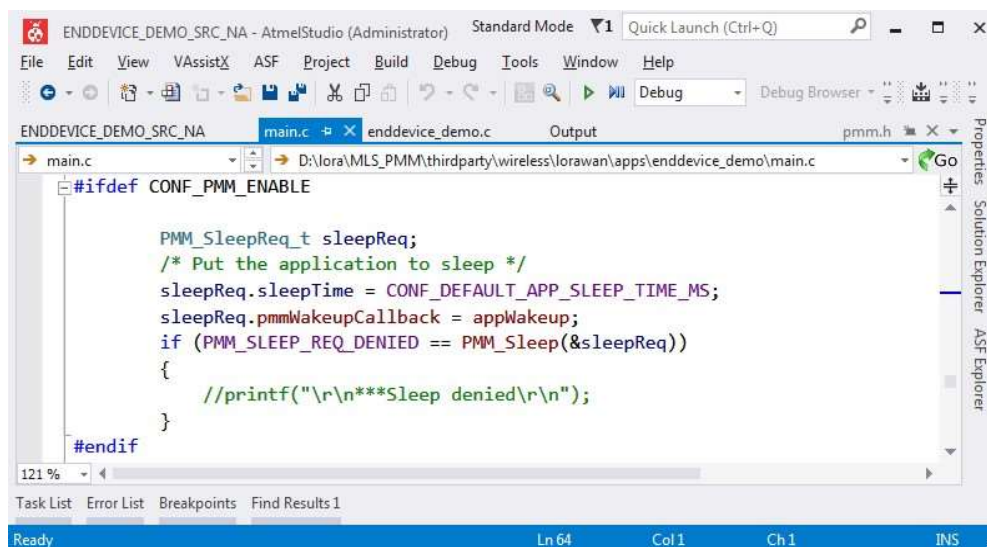 ENDDEVICE_DEMO_SRC_NA - AtmelStudio (Administrator) Standard Mode 1 Quick Launch (Ctrl+Q)
File Edit View VAssistX ASF Project Build Debug Tools Window Help
Debug Debug Browser
ENDDEVICE_DEMO_SRC_NA main.c enddevice_demo.c Output pmm.h
main.c D:\lora\MLS_PMM\thirdparty\wireless\lorawan\apps\enddevice_demo\main.c Go
#ifdef CONF_PMM_ENABLE
PMM_SleepReq_t sleepReq;
/* Put the application to sleep */
sleepReq.sleepTime = CONF_DEFAULT_APP_SLEEP_TIME_MS;
sleepReq.pmmWakeupCallback = appWakeup;
if (PMM_SLEEP_REQ_DENIED == PMM_Sleep(&sleepReq))
{
//printf("\r\n***Sleep denied\r\n");
}
#endif
121 %
Properties
Solution Explorer
ASF Explorer
Task List Error List Breakpoints Find Results 1
Ready Ln 64 Col 1 Ch 1 INS